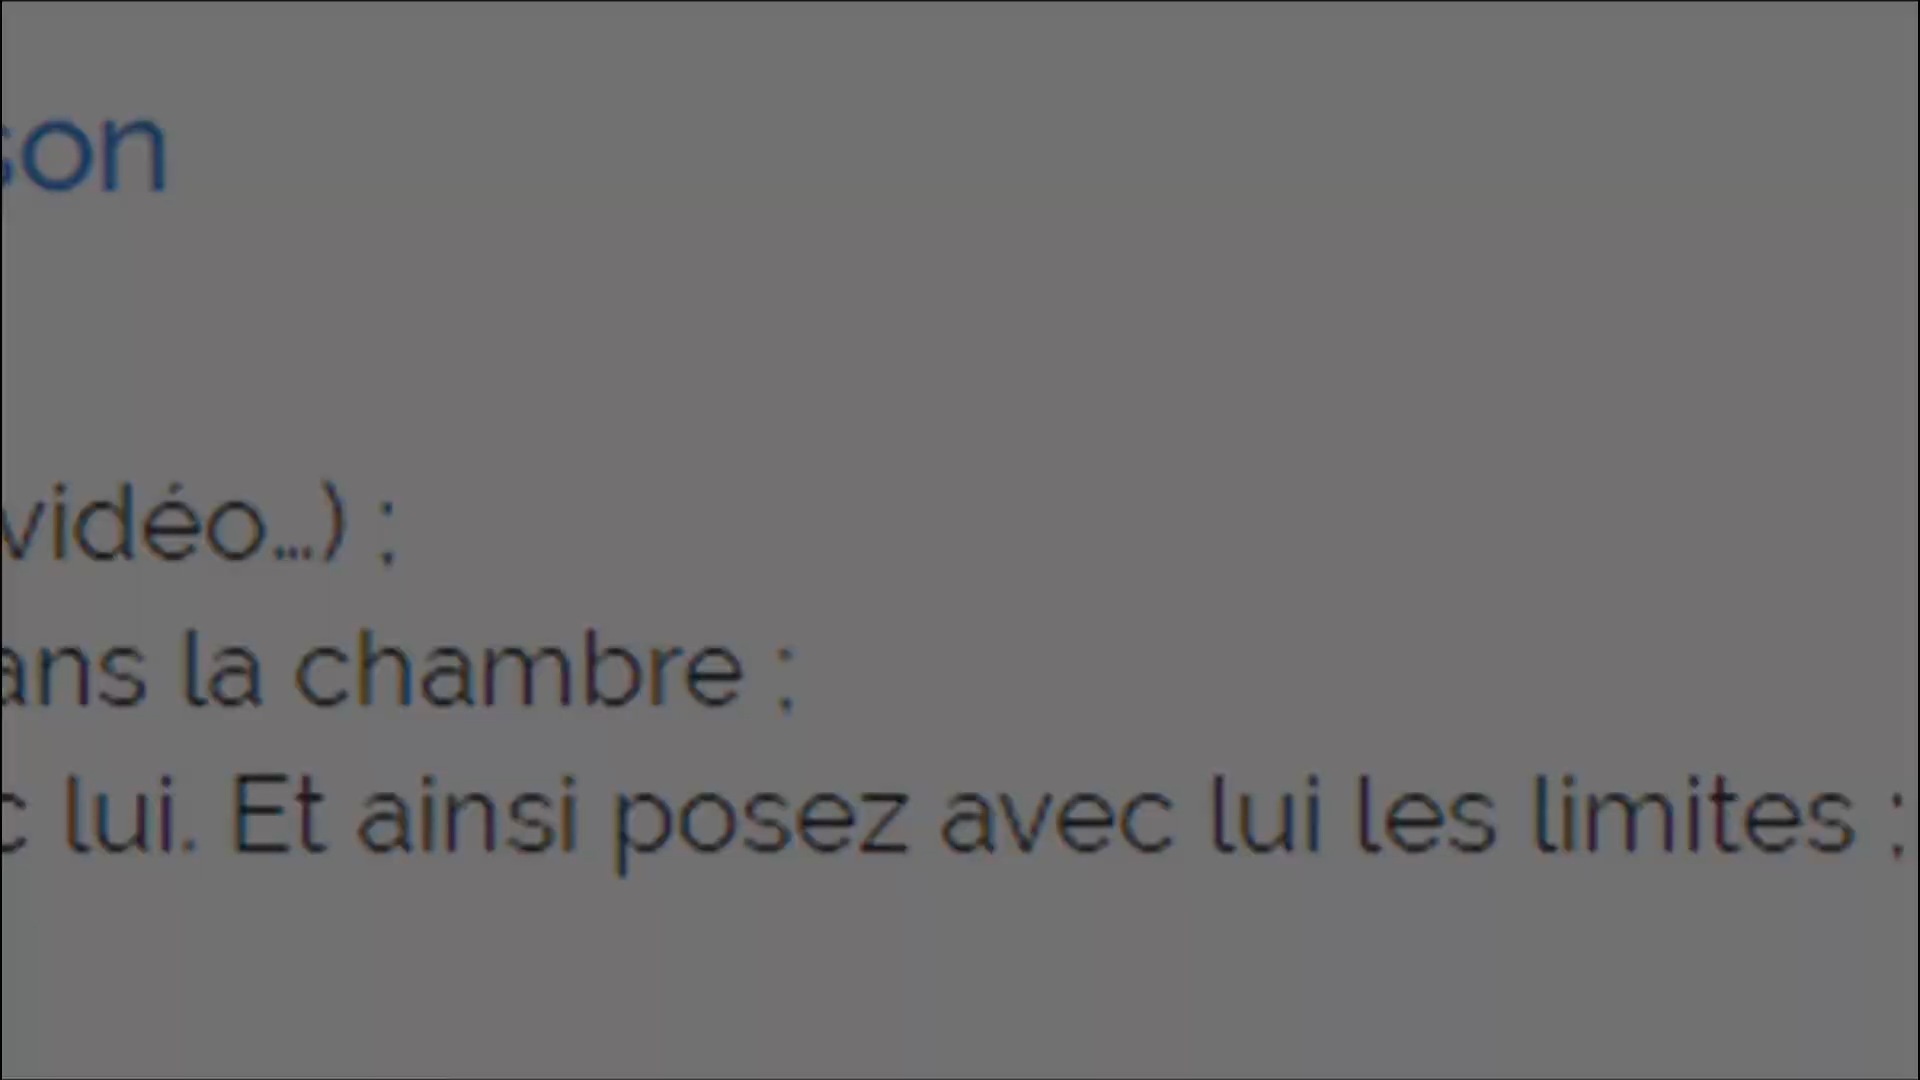 son
vidéo...) ;
ans la chambre ;
c lui. Et ainsi posez avec lui les limites ;